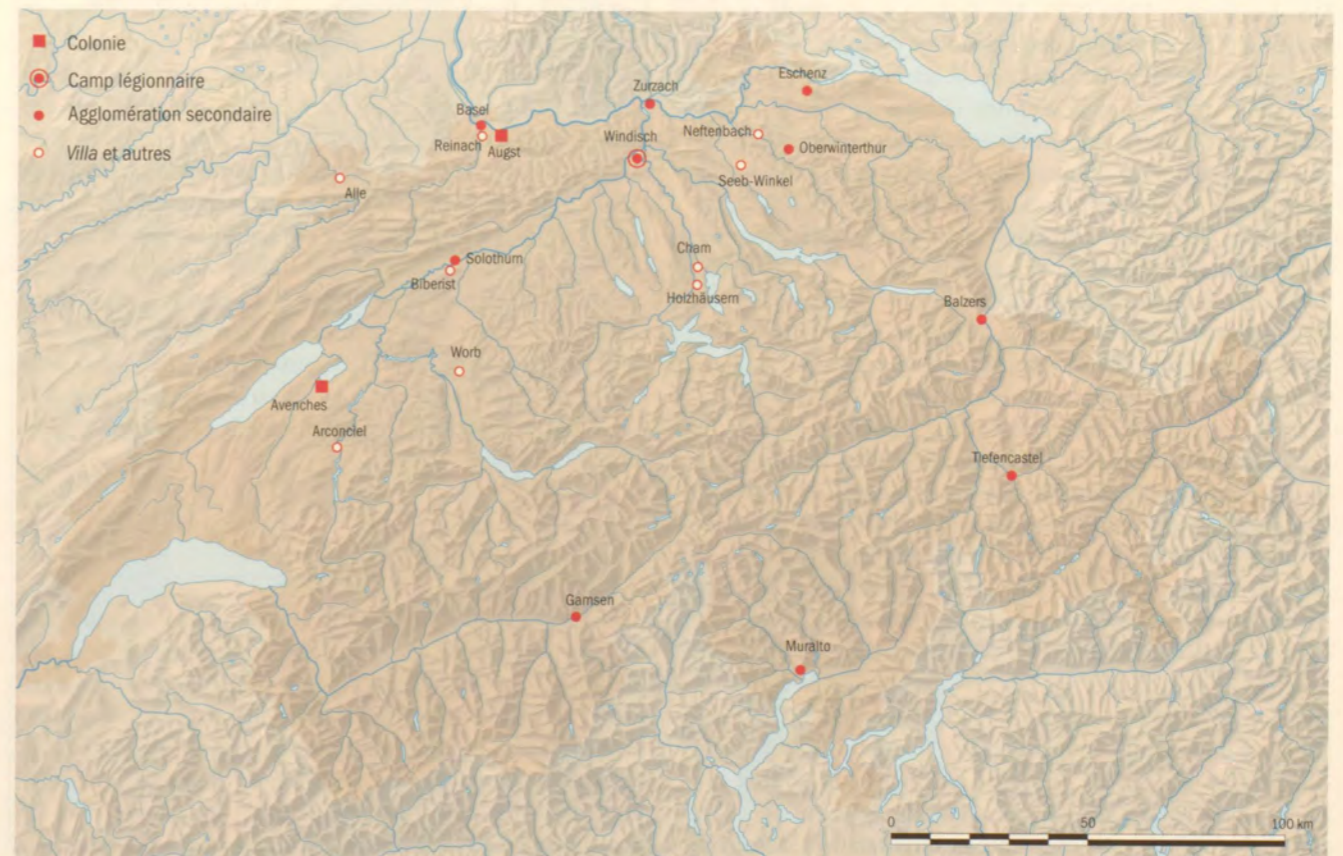 Colonie
Camp légionnaire
Agglomération secondaire
Villa et autres
Eschenz
Zurzach
Basel
Reinach
Augst
Windisch
Neftenbach
Oberwinterthur
Seeb-Winkel
Alle
Cham
Solothurn
Biberist
Holzhäusern
Balzers
Worb
Avenches
Arconciel
Tiefencastel
Gamsen
Muralto
0 50 100 km